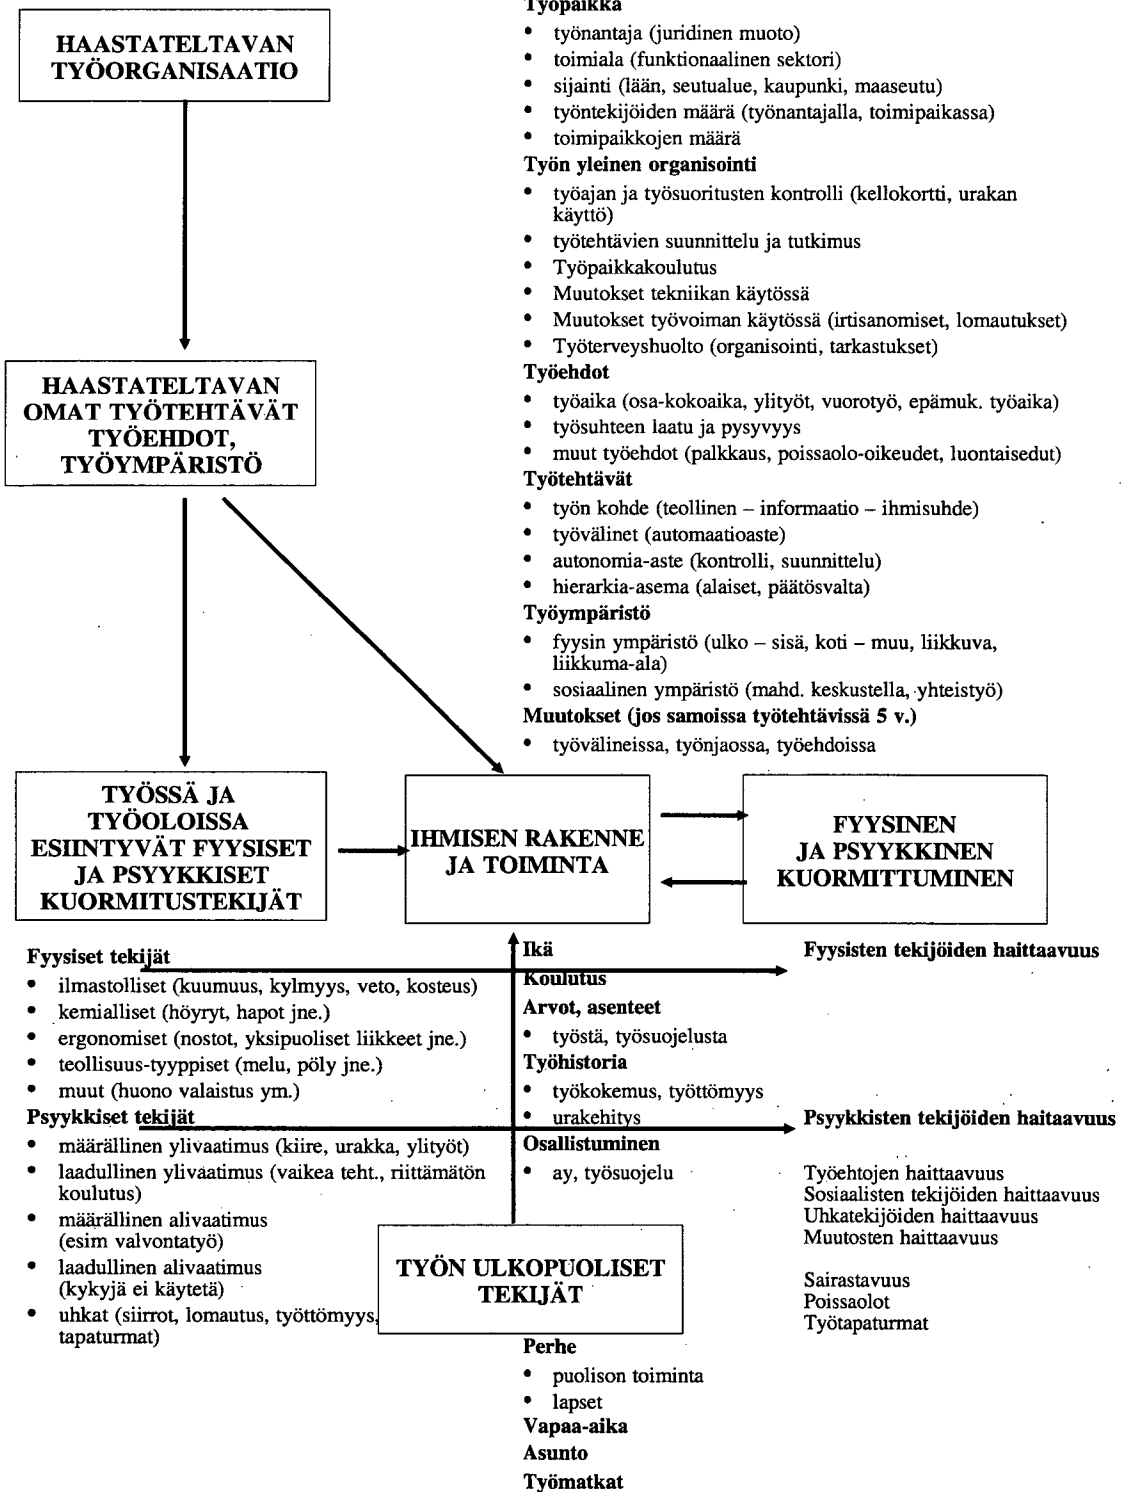 HAASTATELTAVAN
TYÖORGANISAATIO
Työpaikka
• työnantaja (juridinen muoto)
• toimiala (funktionaalinen sektori)
• sijainti (lään, seutualue, kaupunki, maaseutu)
• työntekijöiden määrä (työnantajalla, toimipaikassa)
• toimipaikkojen määrä
Työn yleinen organisointi
• työajan ja työsuoritusten kontrolli (kellokortti, urakan
käyttö)
• työtehtävien suunnittelu ja tutkimus
• Työpaikkakoulutus
• Muutokset tekniikan käytössä
• Muutokset työvoiman käytössä (irtisanomiset, lomautukset)
• Työterveyshuolto (organisointi, tarkastukset)
HAASTATELTAVAN
OMAT TYÖTEHTÄVÄT
TYÖEHDOT,
TYÖYMPÄRISTÖ
Työehdot
• työaika (osa-kokoaika, ylityöt, vuorotyö, epämuk. työaika)
• työsuhteen laatu ja pysyvyys
• muut työehdot (palkkaus, poissaolo-oikeudet, luontaisedut)
Työtehtävät
• työn kohde (teollinen – informaatio – ihmisuhde)
• työvälinet (automaatioaste)
• autonomia-aste (kontrolli, suunnittelu)
• hierarkia-asema (alaiset, päätösvalta)
Työympäristö
• fyysin ympäristö (ulko – sisä, koti – muu, liikkuva,
liikkuma-ala)
• sosiaalinen ympäristö (mahd. keskustella, yhteistyö)
Muutokset (jos samoissa työtehtävissä 5 v.)
• työvälineissa, työnjaossa, työehdoissa
TYÖSSÄ JA
TYÖOLOISSA
ESIINTYVÄT FYYSISET
JA PSYYKKISET
KUORMITUSTEKIJÄT
IHMISEN RAKENNE
JA TOIMINTA
FYYSINEN
JA PSYYKKINEN
KUORMITTUMINEN
Fyysiset tekijät
• ilmastolliset (kuumuus, kylmyys, veto, kosteus)
• kemialliset (höyryt, hapot jne.)
• ergonomiset (nostot, yksipuoliset liikkeet jne.)
• teollisuus-tyyppiset (melu, pöly jne.)
• muut (huono valaistus ym.)
Psyykkiset tekijät
• määrällinen ylivaatimus (kiire, urakka, ylityöt)
• laadullinen ylivaatimus (vaikea teht., riittämätön
koulutus)
• määrällinen alivaatimus
(esim valvontatyö)
• laadullinen alivaatimus
(kykyjä ei käytetä)
• uhkat (siirrot, lomautus, työttömyys,
tapaturmat)
Ikä
Koulutus
Arvot, asenteet
• työstä, työsuojelusta
Työhistoria
• työkokemus, työttömyys
• urakehitys
Osallistuminen
• ay, työsuojelu
Fyysisten tekijöiden haittaavuus
Psyykkisten tekijöiden haitaavuus
Työehtojen haittaavuus
Sosiaalisten tekijöiden haittaavuus
Uhkatekijöiden haittaavuus
Muutosten haittaavuus
Sairastavuus
Poissaolot
Työtapaturmat
TYÖN ULKOPUOLISET
TEKIJÄT
Perhe
• puolison toiminta
• lapset
Vapaa-aika
Asunto
Työmatkat